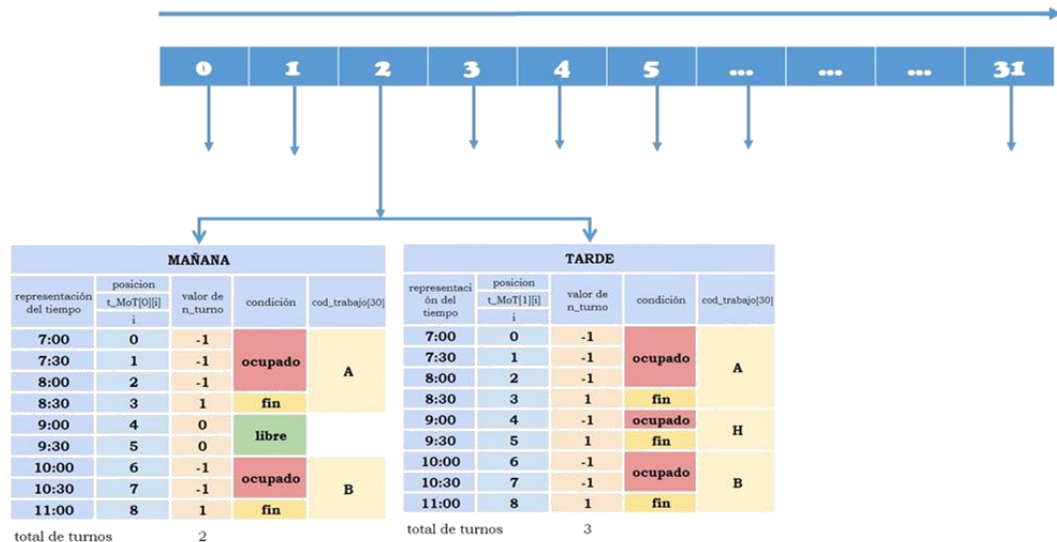 0 1 2 3 4 5 ... ... ... 31
MAÑANA
representación del tiempo posicion t_MoT[0][i] i valor de n_turno condición cod_trabajo[30]
7:00 0 -1 ocupado A
7:30 1 -1
8:00 2 -1
8:30 3 1 fin
9:00 4 0 libre
9:30 5 0
10:00 6 -1 ocupado B
10:30 7 -1
11:00 8 1 fin
total de turnos 2
TARDE
representaci ón del tiempo posicion t_MoT[1][i] i valor de n_turno condición cod_trabajo[30]
7:00 0 -1 ocupado A
7:30 1 -1
8:00 2 -1
8:30 3 1 fin
9:00 4 -1 ocupado H
9:30 5 1 fin
10:00 6 -1 ocupado B
10:30 7 -1
11:00 8 1 fin
total de turnos 3